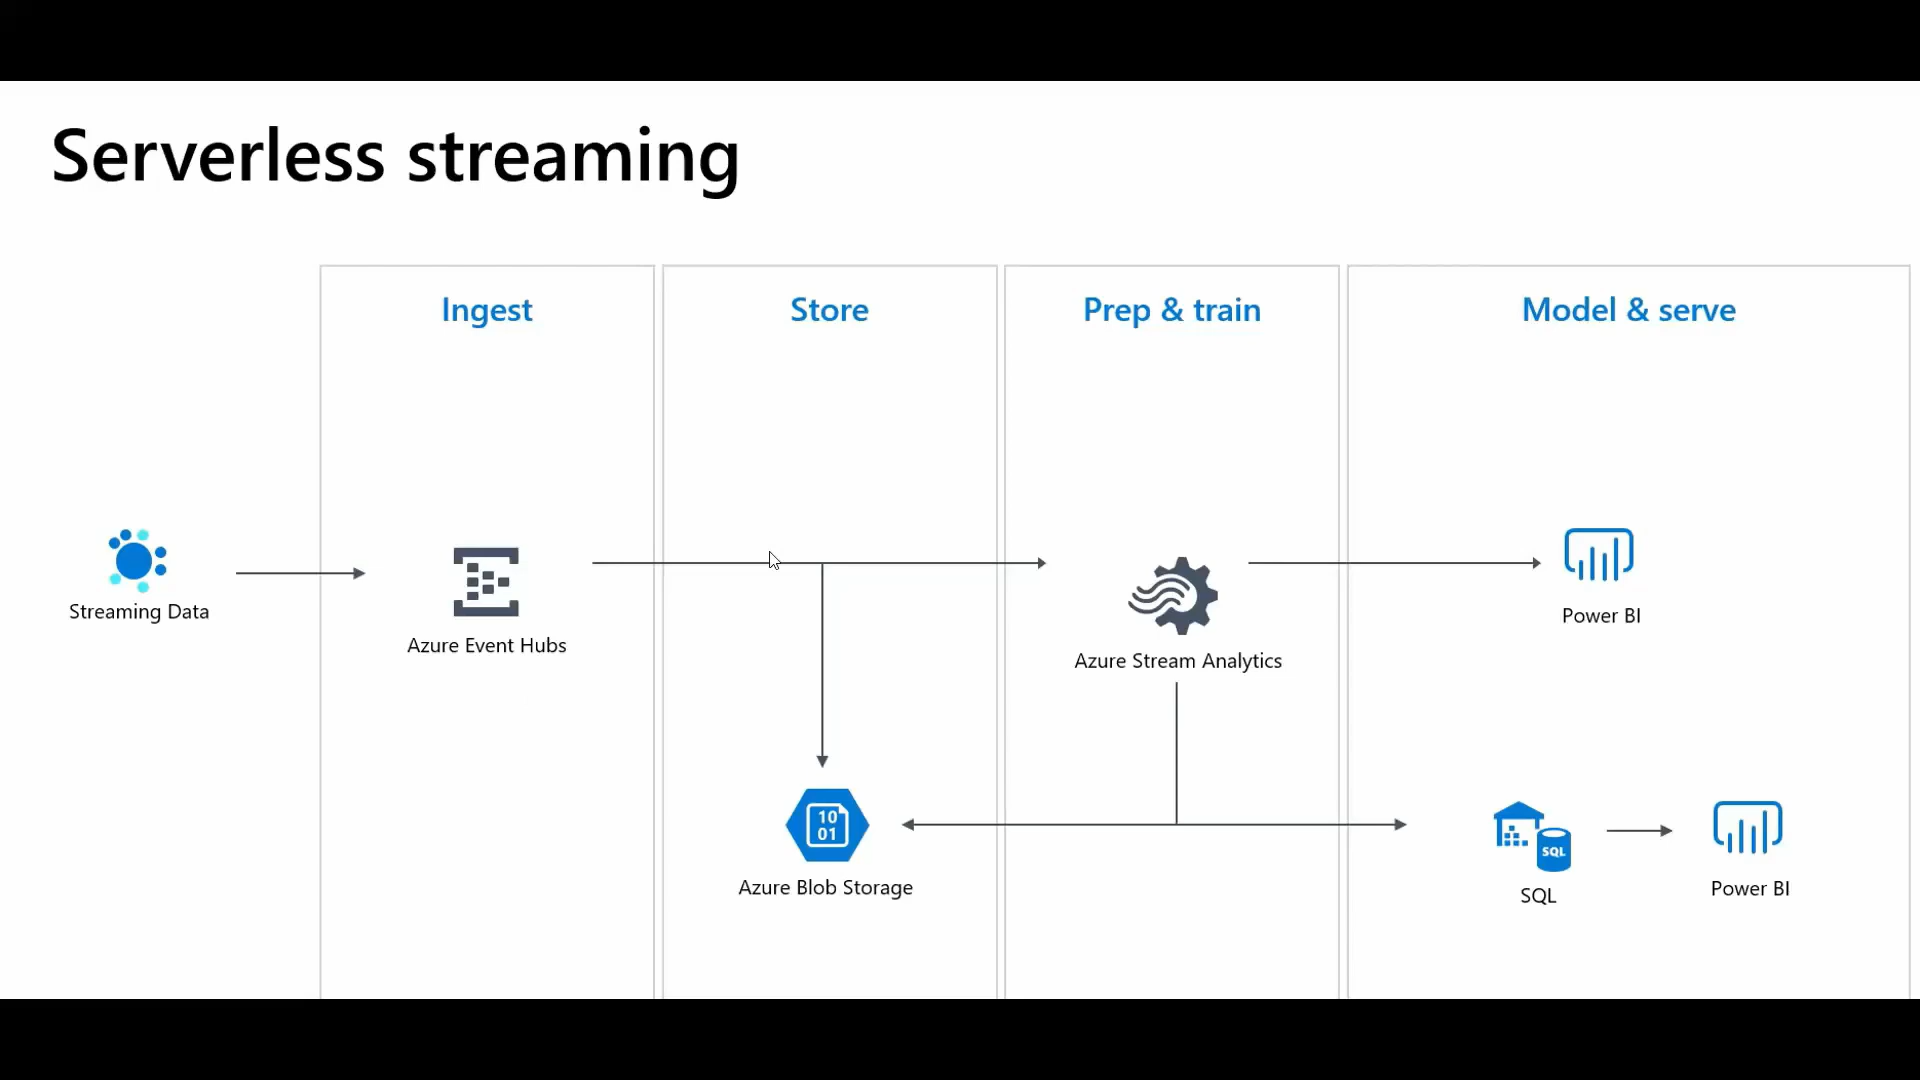 Serverless streaming
Ingest
Store
Prep & train
Model & serve
Streaming Data
Azure Event Hubs
Azure Stream Analytics
Power BI
10
01
Azure Blob Storage
SQL
SQL
Power BI